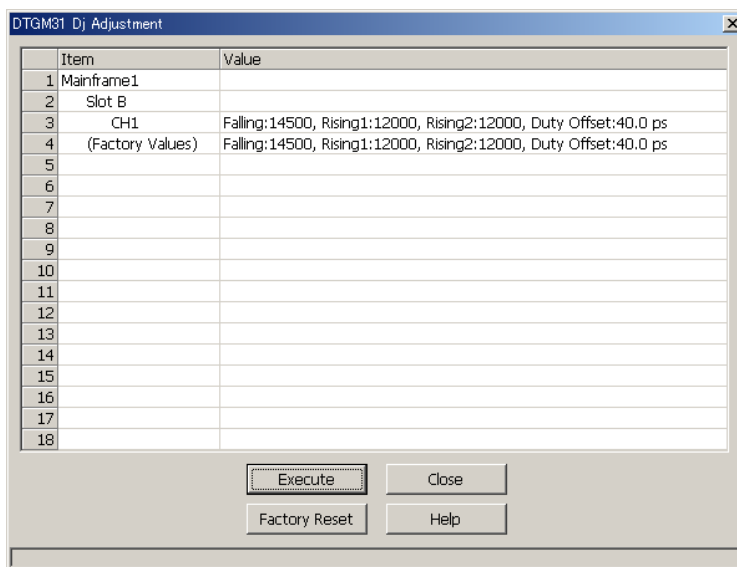 DTGM31 Dj Adjustment
Item Value
1 Mainframe1
2 Slot B
3 CH1 Falling:14500, Rising1:12000, Rising2:12000, Duty Offset:40.0 ps
4 (Factory Values) Falling:14500, Rising1:12000, Rising2:12000, Duty Offset:40.0 ps
5
6
7
8
9
10
11
12
13
14
15
16
17
18
Execute Close
Factory Reset Help